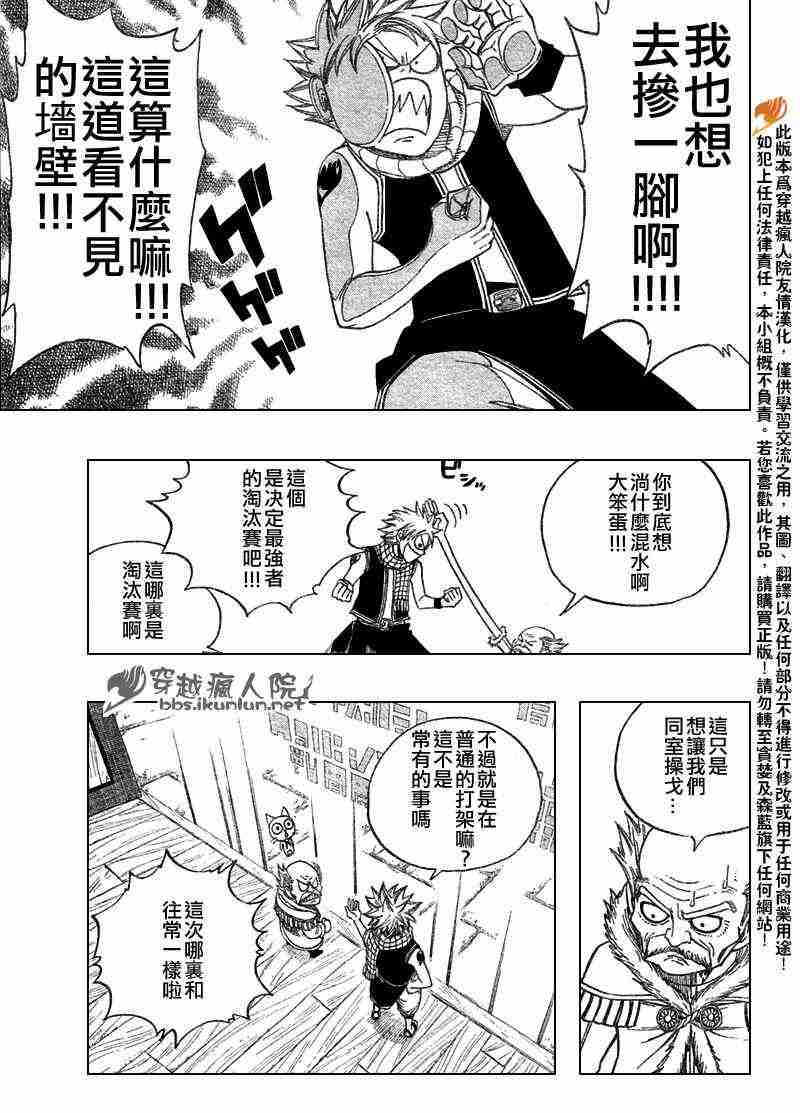 我也想
去摻一腳啊!!!!
這算什麼嘛!!!
這道看不見
的墻壁!!!
ゲ
ゲ
ゲ
你到底想
淌什麼混水啊
大笨蛋!!!
ビシッ
這個
是決定最強者
的淘汰賽吧!!!
這哪裏是
淘汰賽啊
這只是
想讓我們
同室操戈…
不過就是在
普通的打架嘛?
這不是
常有的事嗎
這次哪裏和
往常一樣啦
穿越瘋人院
bbs.ikunlun.net
此版本爲穿越瘋人院友情漢化，僅供學習交流之用，其圖、翻譯以及任何部分不得進行修改或用于任何商業用途！
如犯上任何法律責任，本小組概不負責。若您喜歡此作品，請購買正版！請勿轉至貪婪及森藍旗下任何網站！